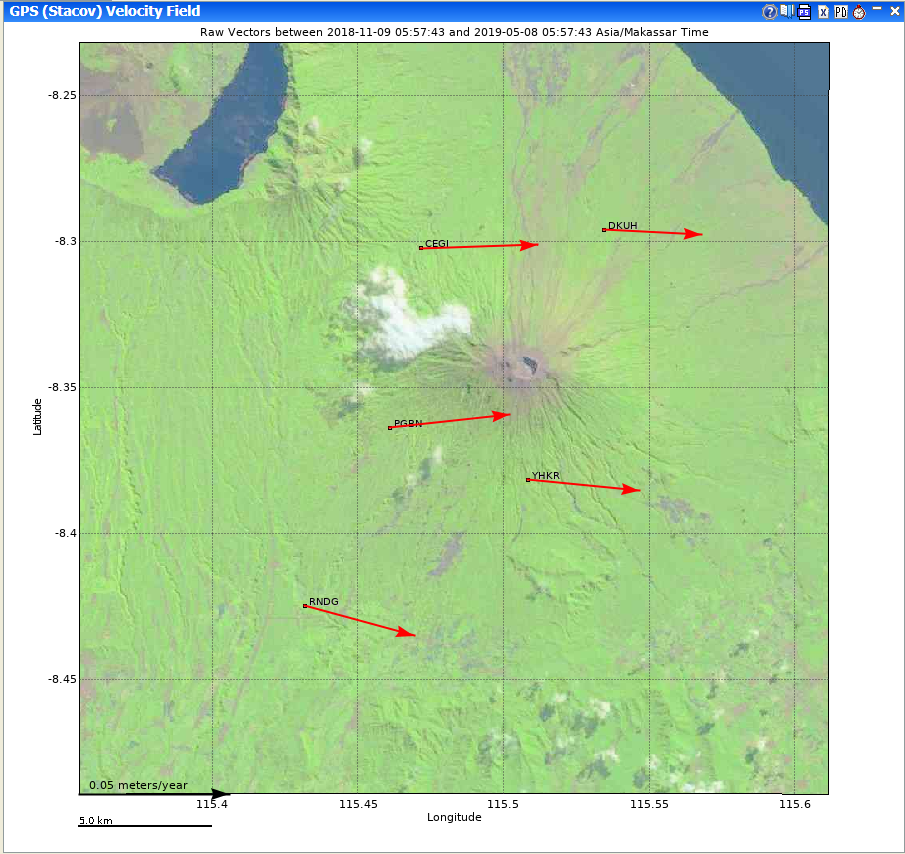 GPS (Stacov) Velocity Field
Raw Vectors between 2018-11-09 05:57:43 and 2019-05-08 05:57:43 Asia/Makassar Time
-8.25
DKUH
-8.3
CEGI
-8.35
Latitude
PGBN
YHKR
-8.4
RNDG
-8.45
0.05 meters/year
115.4
115.45
115.5
115.55
115.6
5.0 km
Longitude